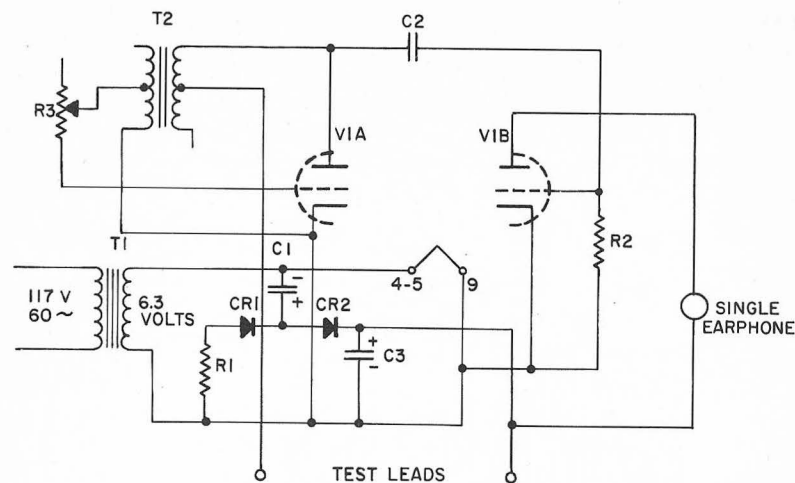 T2
C2
R3
V1A
V1B
T1
C1
R2
4-5
9
117 V
60~
6.3
VOLTS
CR1
CR2
-
+
+
-
C3
R1
SINGLE
EARPHONE
TEST LEADS